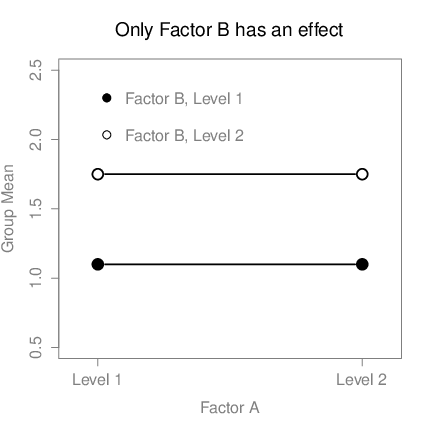 Only Factor B has an effect
2.5
2.0
1.5
1.0
0.5
Group Mean
Factor B, Level 1
Factor B, Level 2
Level 1
Level 2
Factor A